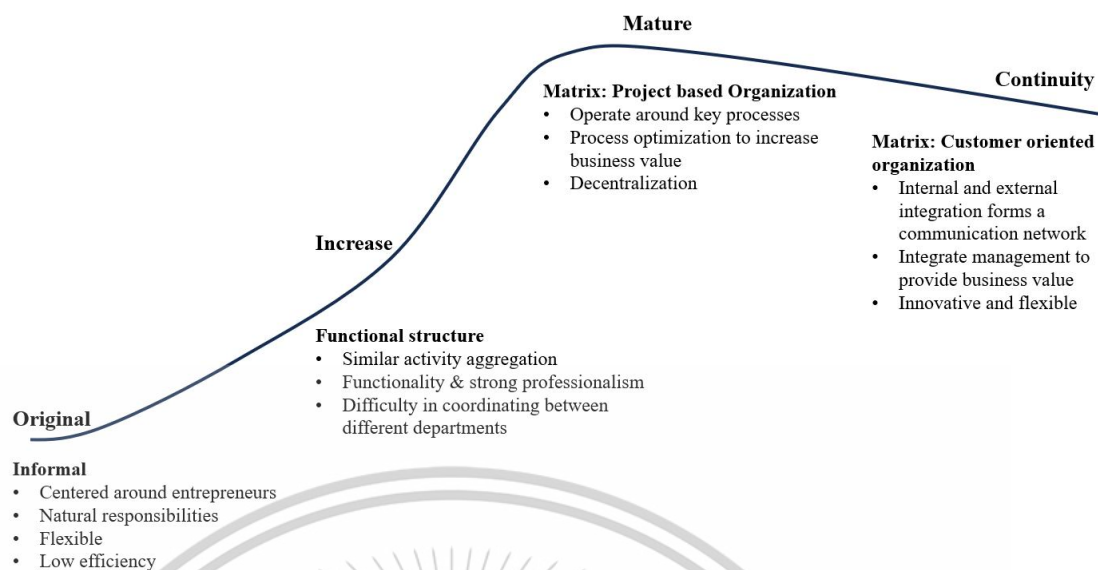 Mature
Continuity
Matrix: Project based Organization
• Operate around key processes
• Process optimization to increase
business value
• Decentralization
Matrix: Customer oriented
organization
• Internal and external
integration forms a
communication network
• Integrate management to
provide business value
• Innovative and flexible
Increase
Functional structure
• Similar activity aggregation
• Functionality & strong professionalism
• Difficulty in coordinating between
different departments
Original
Informal
• Centered around entrepreneurs
• Natural responsibilities
• Flexible
• Low efficiency